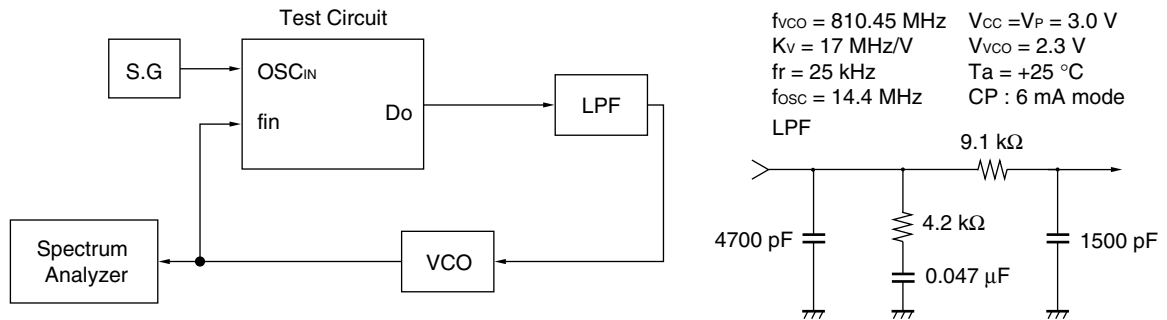 Test Circuit
S.G
OSCIN
fin
Do
LPF
Spectrum
Analyzer
VCO
fVCO = 810.45 MHz
KV = 17 MHz/V
fr = 25 kHz
fOSC = 14.4 MHz
LPF
VCC =VP = 3.0 V
VVCO = 2.3 V
Ta = +25 °C
CP : 6 mA mode
9.1 kΩ
4.2 kΩ
4700 pF
1500 pF
0.047 μF